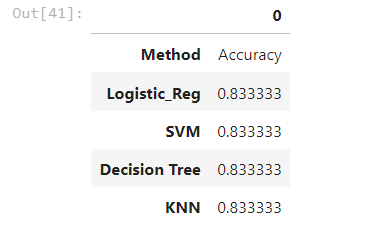 Out[41]:
0
Method Accuracy
Logistic_Reg 0.833333
SVM 0.833333
Decision Tree 0.833333
KNN 0.833333